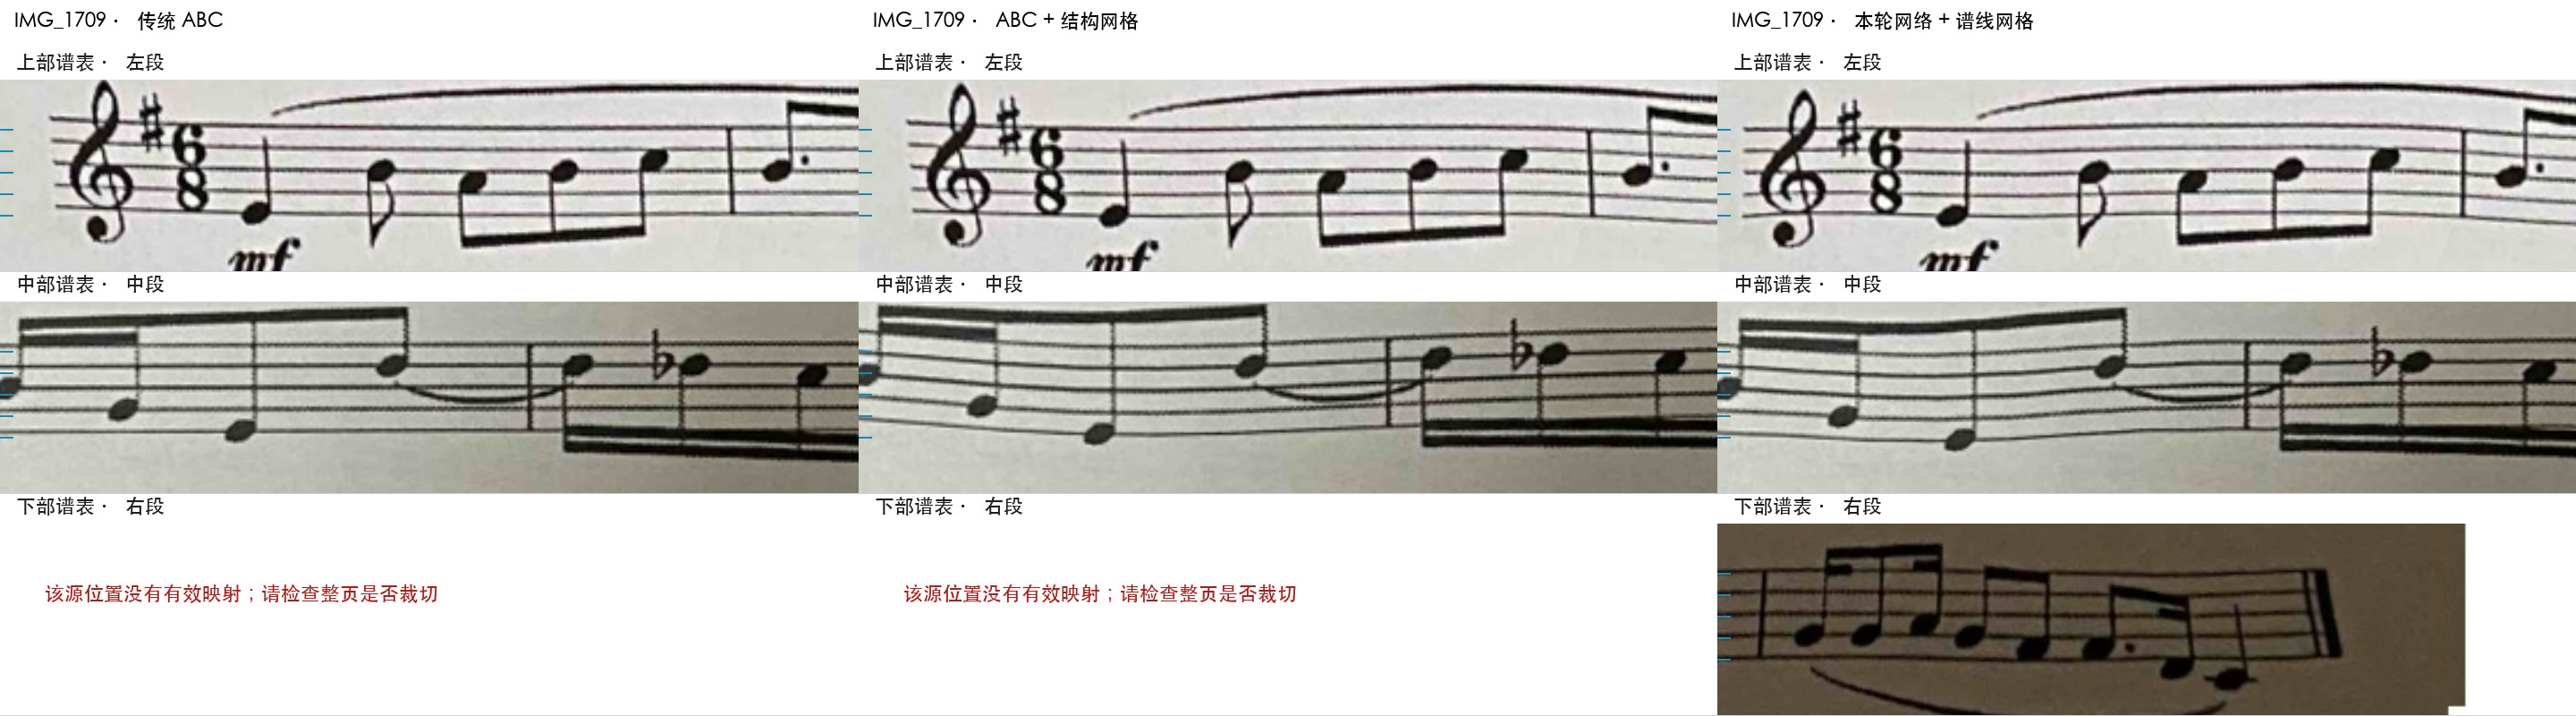 IMG_1709 · 传统 ABC
IMG_1709 · ABC + 结构网格
IMG_1709 · 本轮网络 + 谱线网格
上部谱表 · 左段
上部谱表 · 左段
上部谱表 · 左段
6
8
mf
6
8
mf
6
8
mf
中部谱表 · 中段
中部谱表 · 中段
中部谱表 · 中段
下部谱表 · 右段
下部谱表 · 右段
下部谱表 · 右段
该源位置没有有效映射；请检查整页是否裁切
该源位置没有有效映射；请检查整页是否裁切